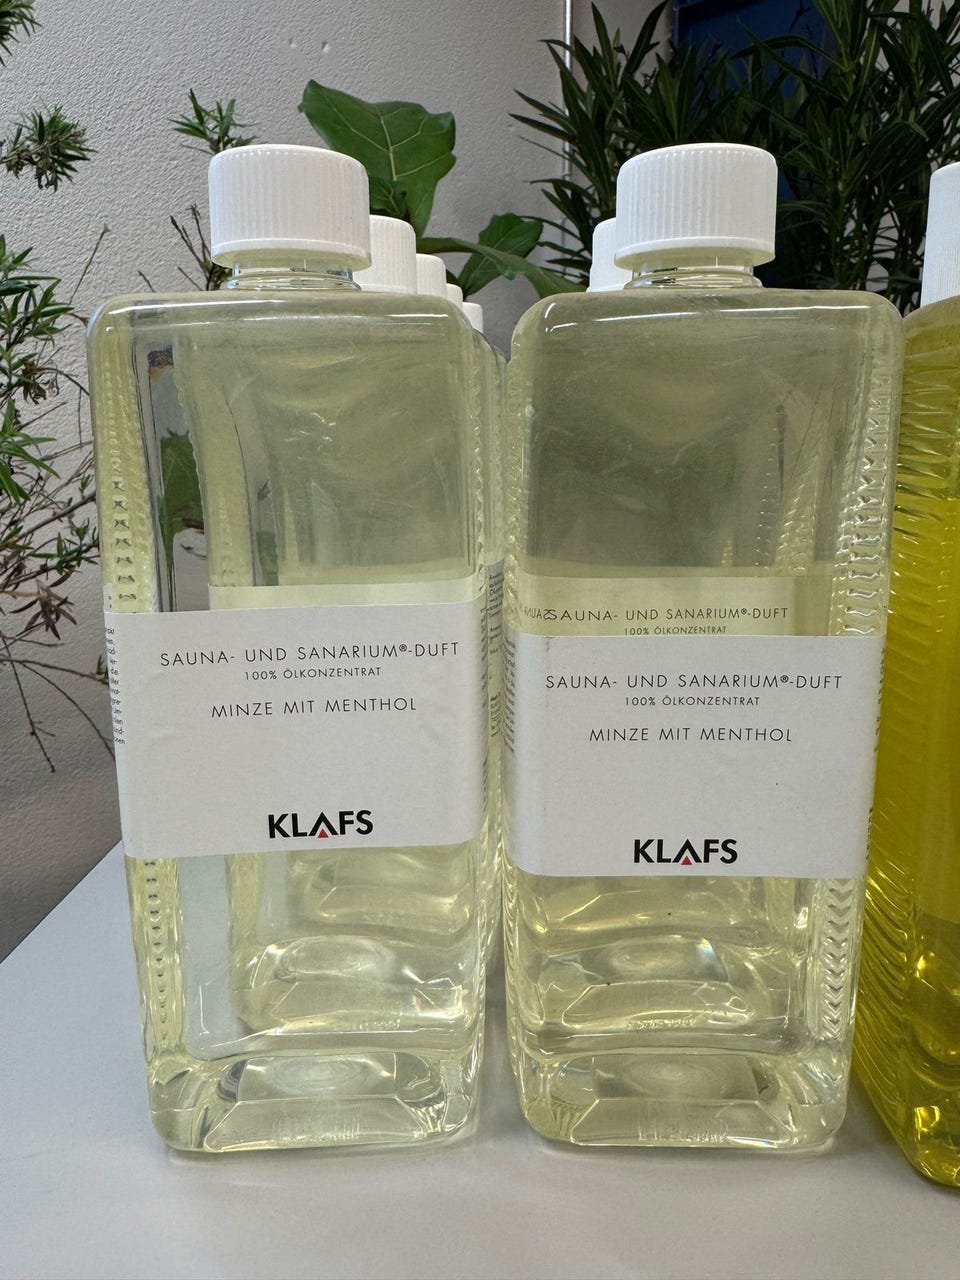 SAUNA- UND SANARIUM®-DUFT
100% ÖLKONZENTRAT
MINZE MIT MENTHOL
KLAFS
SAUNA- UND SANARIUM®-DUFT
100% ÖLKONZENTRAT
SAUNA- UND SANARIUM®-DUFT
100% ÖLKONZENTRAT
MINZE MIT MENTHOL
KLAFS